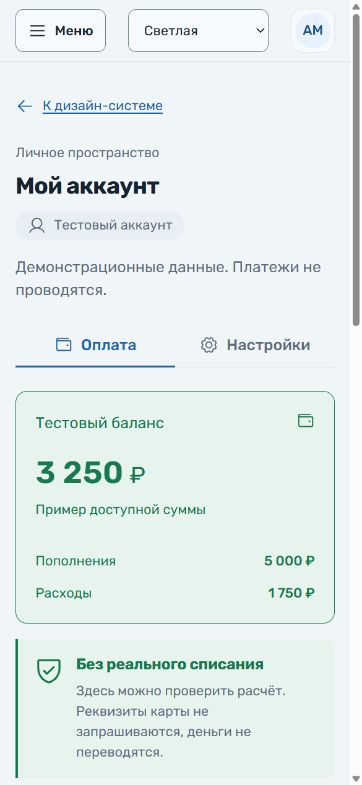 Меню
Светлая
AM
К дизайн-системе
Личное пространство
Мой аккаунт
Тестовый аккаунт
Демонстрационные данные. Платежи не
проводятся.
Оплата
Настройки
Тестовый баланс
3 250 ₽
Пример доступной суммы
Пополнения 5 000 ₽
Расходы 1 750 ₽
Без реального списания
Здесь можно проверить расчёт.
Реквизиты карты не
запрашиваются, деньги не
переводятся.